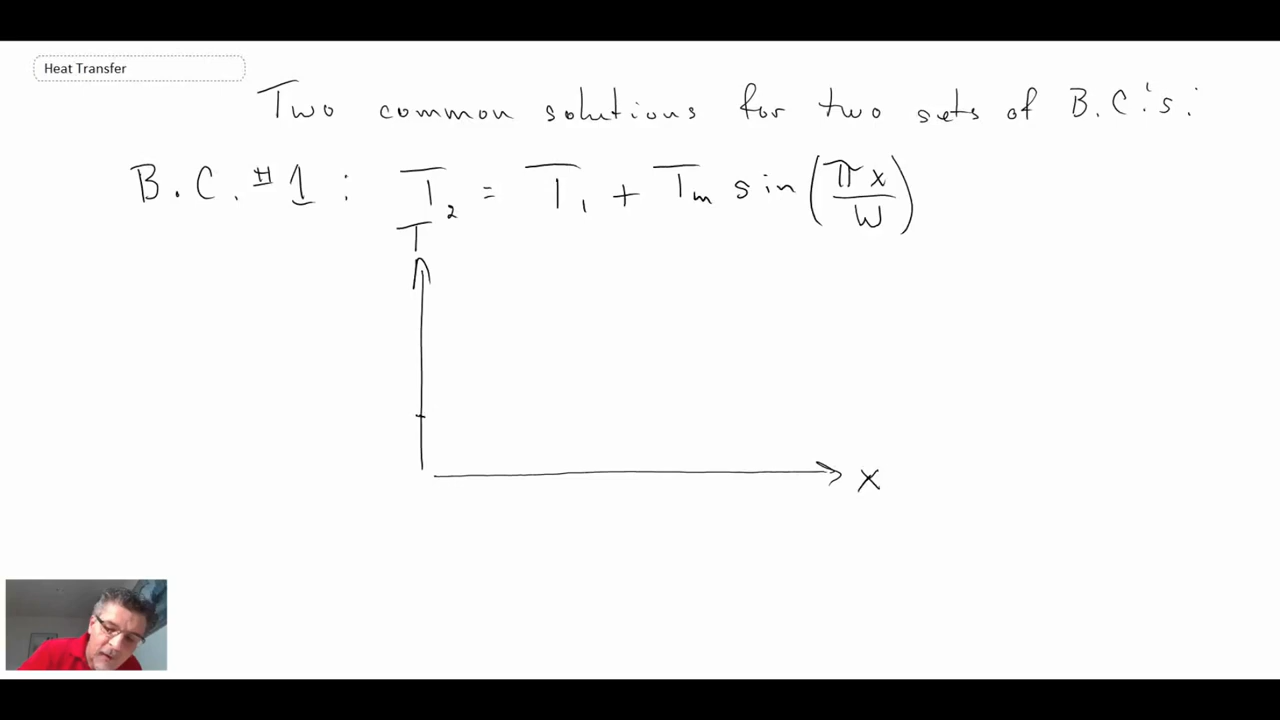 Heat Transfer
Two common solutions for two sets of B.C.'s:
B.C. #1: T₂ = T₁ + Tₘ sin(πx/W)
T
x